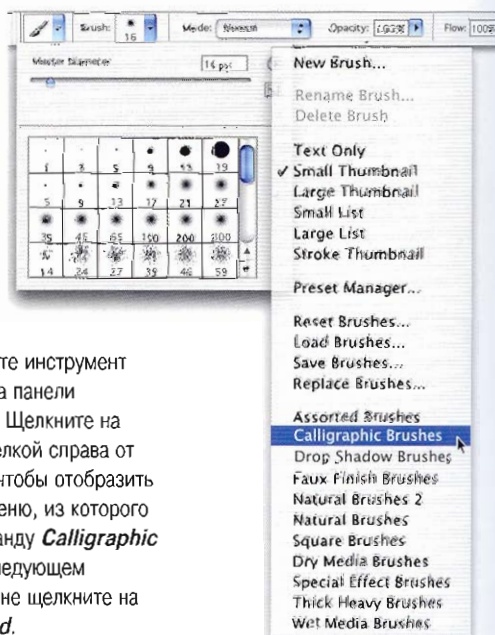 Brush: 16 Mode: Normal Opacity: 100% Flow: 100%
Master Diameter 16 px
1 3 5 9 13 19
5 9 13 17 21 27
35 45 65 100 200 300
14 24 27 39 46 59
New Brush...
Rename Brush...
Delete Brush
Text Only
✓ Small Thumbnail
Large Thumbnail
Small List
Large List
Stroke Thumbnail
Preset Manager...
Reset Brushes...
Load Brushes...
Save Brushes...
Replace Brushes...
Assorted Brushes
Calligraphic Brushes
Drop Shadow Brushes
Faux Finish Brushes
Natural Brushes 2
Natural Brushes
Square Brushes
Dry Media Brushes
Special Effect Brushes
Thick Heavy Brushes
Wet Media Brushes
те инструмент
а панели
Щелкните на
елкой справа от
чтобы отобразить
еню, из которого
анду Calligraphic
едующем
не щелкните на
d.